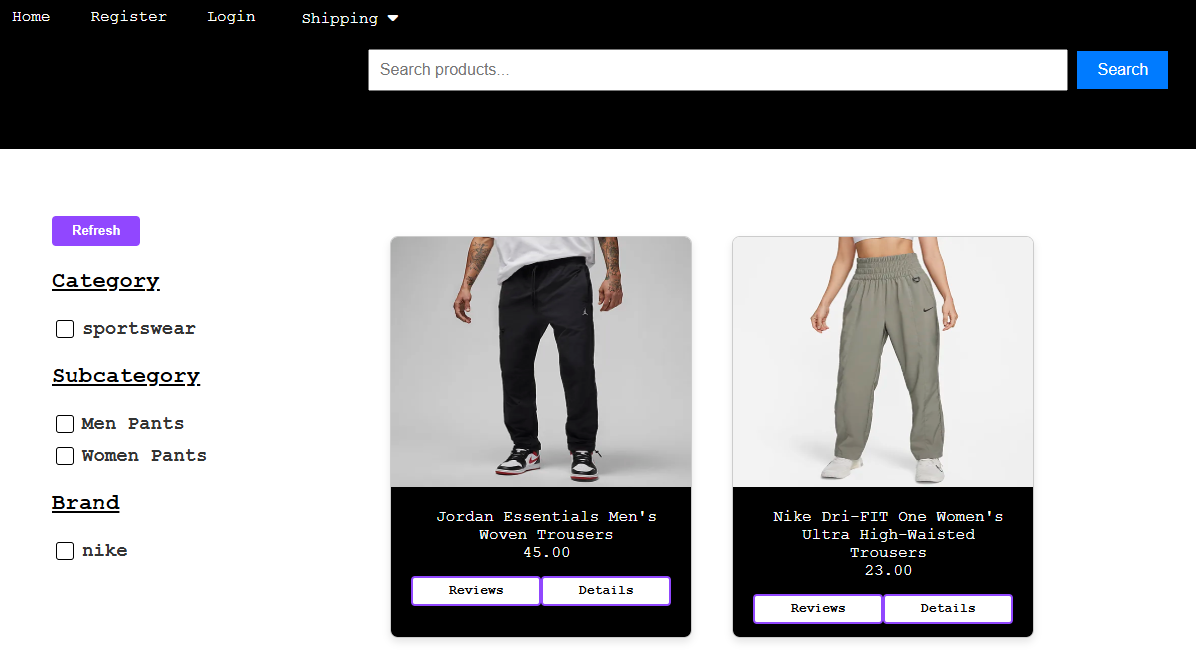 Home Register Login Shipping
Search products... Search
Refresh
Category
sportswear
Subcategory
Men Pants
Women Pants
Brand
nike
Jordan Essentials Men's
Woven Trousers
45.00
Reviews Details
Nike Dri-FIT One Women's
Ultra High-Waisted
Trousers
23.00
Reviews Details